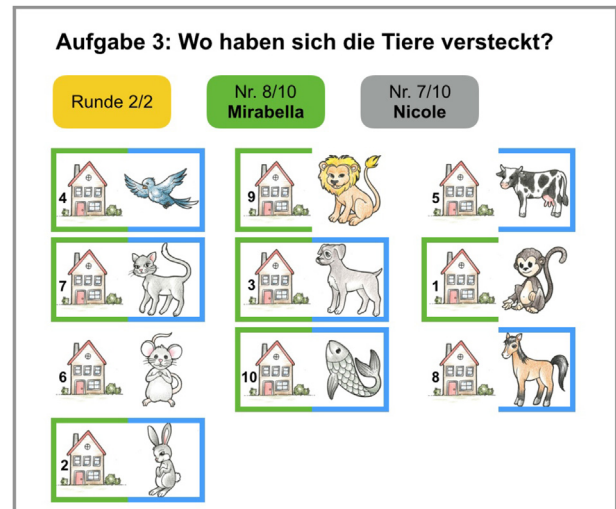 Aufgabe 3: Wo haben sich die Tiere versteckt?
Runde 2/2
Nr. 8/10
Mirabella
Nr. 7/10
Nicole
4
9
5
7
3
1
6
10
8
2